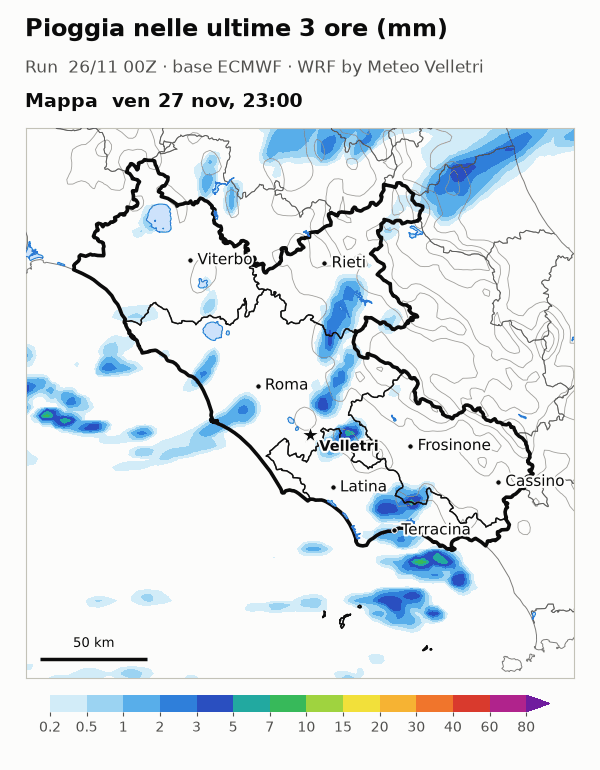 Pioggia nelle ultime 3 ore (mm)
Run  26/11 00Z · base ECMWF · WRF by Meteo Velletri
Mappa  ven 27 nov, 23:00
Viterbo
Rieti
Roma
Velletri
Frosinone
Latina
Cassino
Terracina
50 km
0.2 0.5 1 2 3 5 7 10 15 20 30 40 60 80